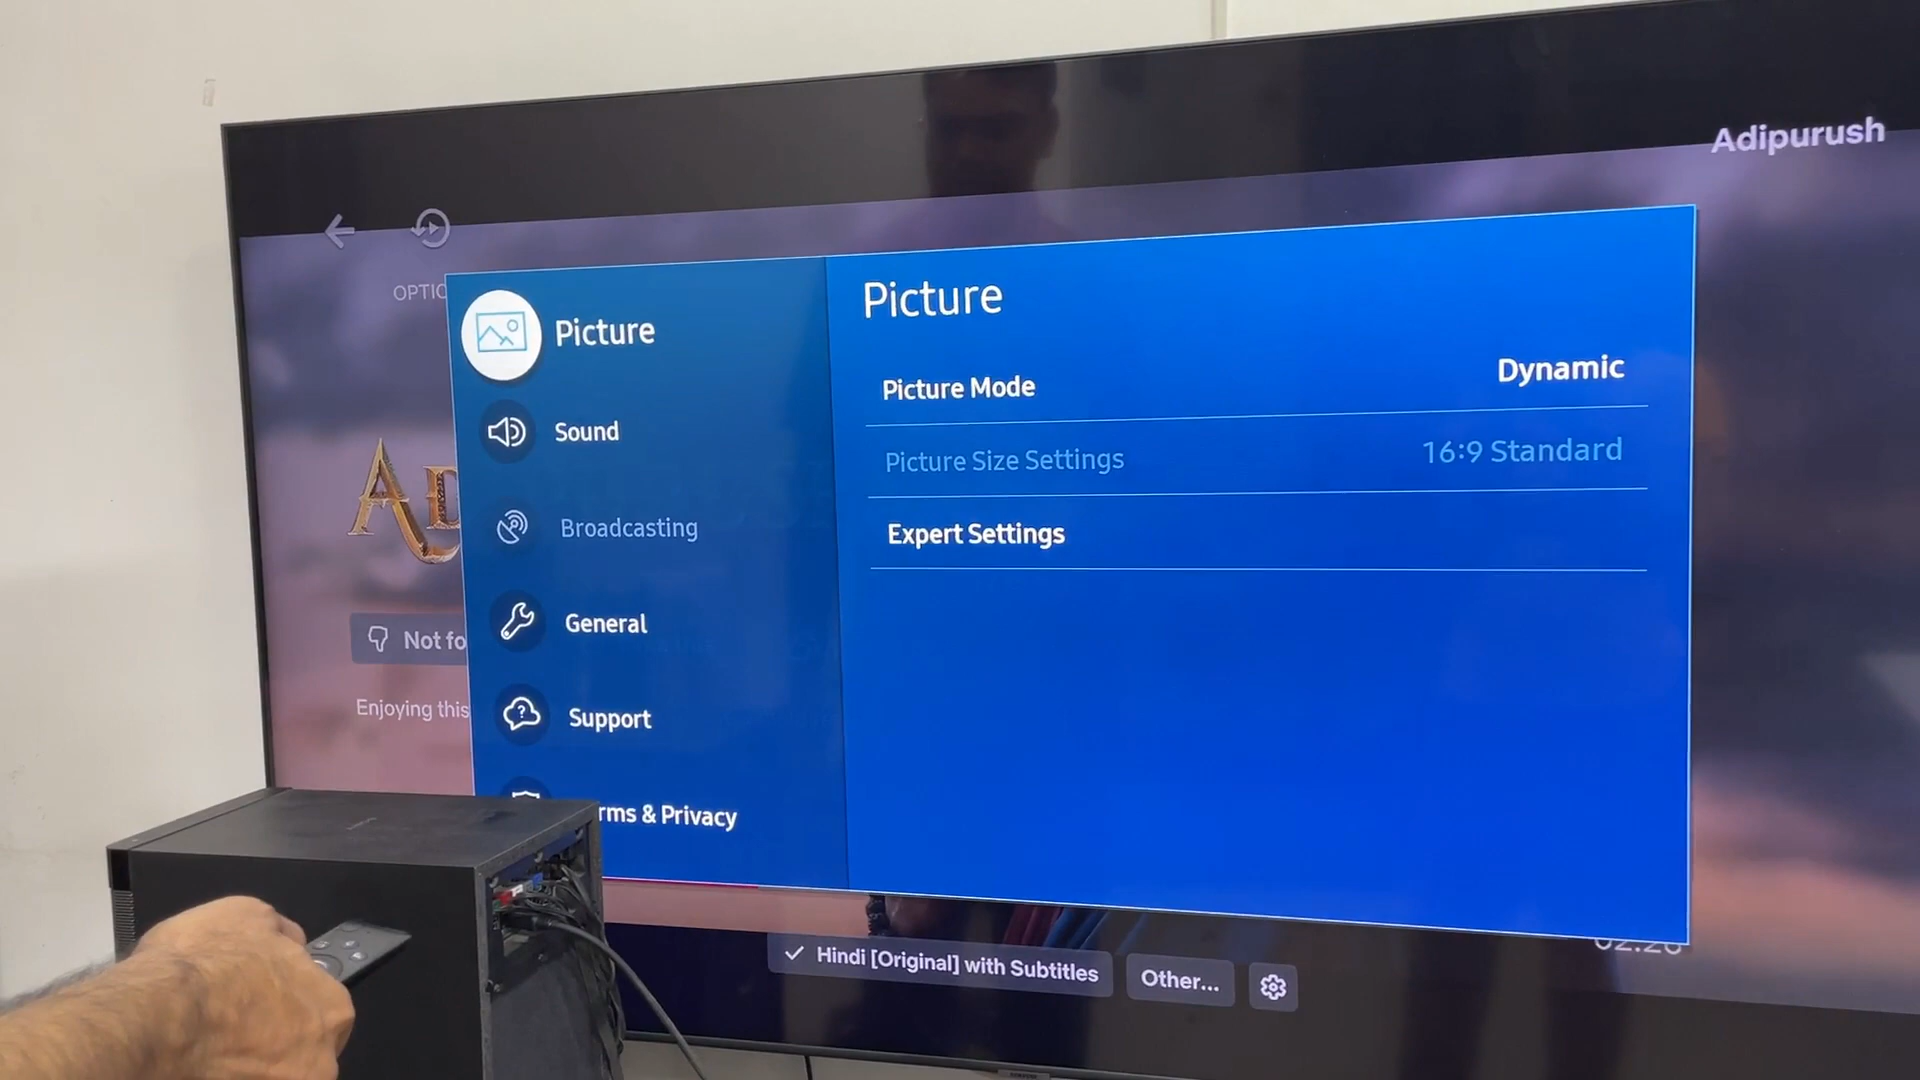 Adipurush
OPTIC
Picture
Sound
Broadcasting
General
Support
rms & Privacy
Picture
Picture Mode
Dynamic
Picture Size Settings
16:9 Standard
Expert Settings
AD
Not fo
Enjoying this
Hindi [Original] with Subtitles
Other...